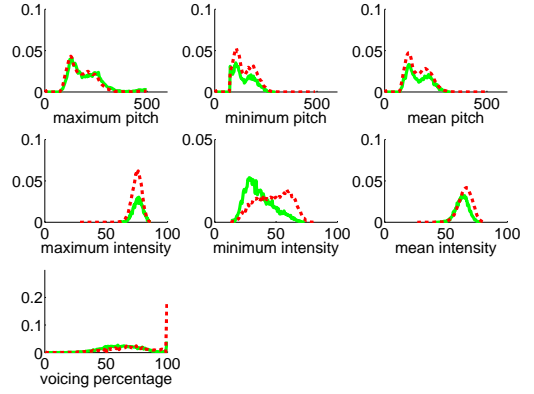 0.1 0.1 0.1
0.05 0.05 0.05
0 0 0
0 500 0 500 0 500
maximum pitch minimum pitch mean pitch
0.1 0.05 0.1
0.05 0.05
0 0 0
0 50 100 0 50 100 0 50 100
maximum intensity minimum intensity mean intensity
0.2
0.1
0
0 50 100
voicing percentage